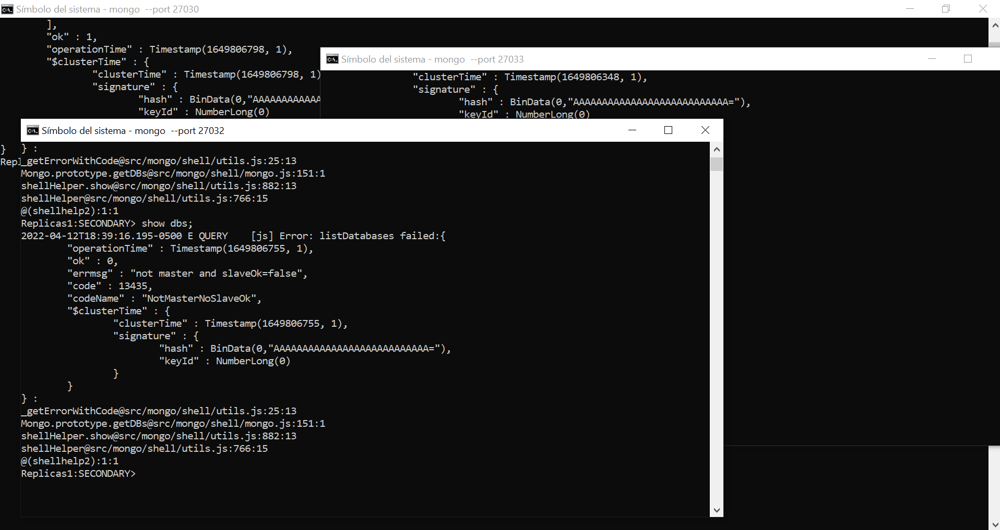 Símbolo del sistema - mongo  --port 27030
],
"ok" : 1,
"operationTime" : Timestamp(1649806798, 1),
"$clusterTime" : {
"clusterTime" : Timestamp(1649806798, 1)
"signature" : {
"hash" : BinData(0,"AAAAAAAAAAAA
"keyId" : NumberLong(0)
}
Repl
Símbolo del sistema - mongo  --port 27033
"clusterTime" : Timestamp(1649806348, 1),
"signature" : {
"hash" : BinData(0,"AAAAAAAAAAAAAAAAAAAAAAAAAAA="),
"keyId" : NumberLong(0)
Símbolo del sistema - mongo  --port 27032
} :
_getErrorWithCode@src/mongo/shell/utils.js:25:13
Mongo.prototype.getDBs@src/mongo/shell/mongo.js:151:1
shellHelper.show@src/mongo/shell/utils.js:882:13
shellHelper@src/mongo/shell/utils.js:766:15
@(shellhelp2):1:1
Replicas1:SECONDARY> show dbs;
2022-04-12T18:39:16.195-0500 E QUERY    [js] Error: listDatabases failed:{
"operationTime" : Timestamp(1649806755, 1),
"ok" : 0,
"errmsg" : "not master and slaveOk=false",
"code" : 13435,
"codeName" : "NotMasterNoSlaveOk",
"$clusterTime" : {
"clusterTime" : Timestamp(1649806755, 1),
"signature" : {
"hash" : BinData(0,"AAAAAAAAAAAAAAAAAAAAAAAAAAA="),
"keyId" : NumberLong(0)
}
}
} :
_getErrorWithCode@src/mongo/shell/utils.js:25:13
Mongo.prototype.getDBs@src/mongo/shell/mongo.js:151:1
shellHelper.show@src/mongo/shell/utils.js:882:13
shellHelper@src/mongo/shell/utils.js:766:15
@(shellhelp2):1:1
Replicas1:SECONDARY>